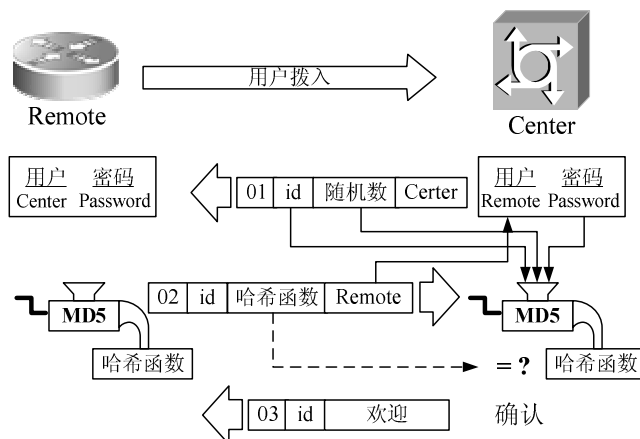 用户拨入
Remote
Center
用户 密码
Center Password
01 id 随机数 Certer
用户 密码
Remote Password
02 id 哈希函数 Remote
MD5
MD5
哈希函数
= ?
哈希函数
03 id 欢迎
确认